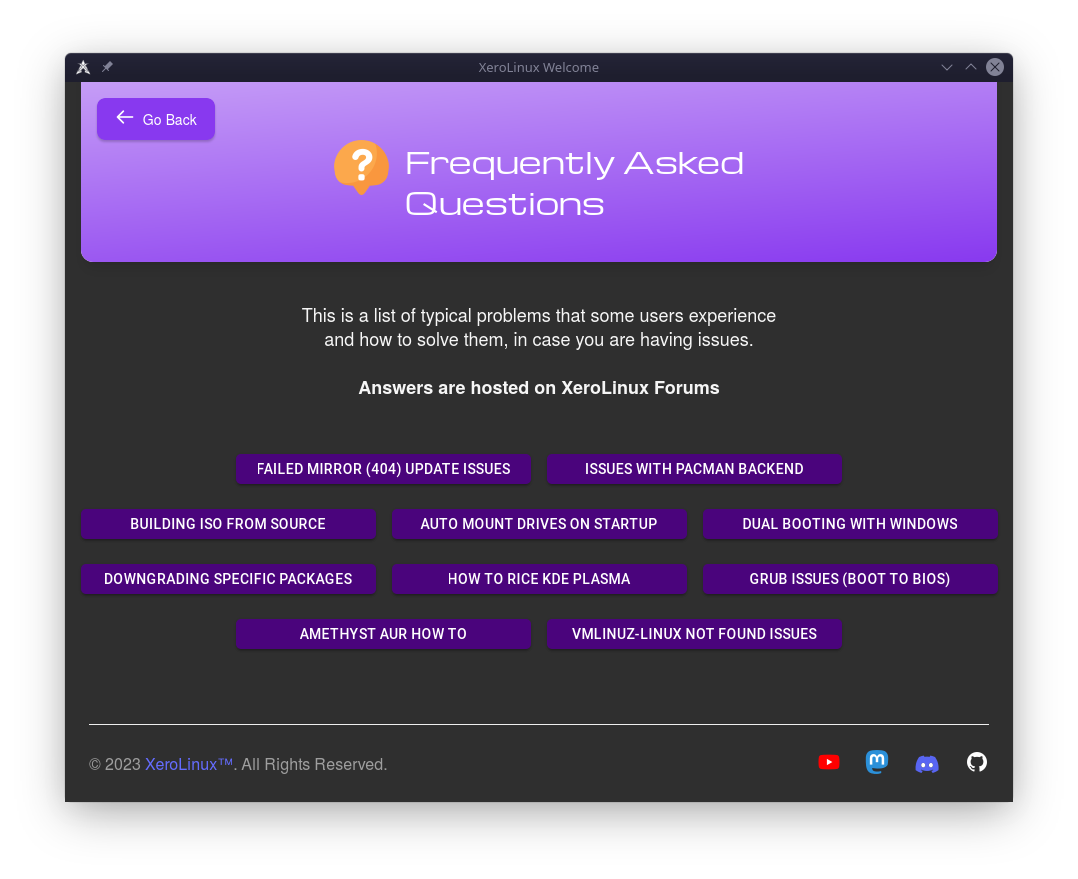 XeroLinux Welcome
Go Back
Frequently Asked
Questions
This is a list of typical problems that some users experience
and how to solve them, in case you are having issues.
Answers are hosted on XeroLinux Forums
FAILED MIRROR (404) UPDATE ISSUES
ISSUES WITH PACMAN BACKEND
BUILDING ISO FROM SOURCE
AUTO MOUNT DRIVES ON STARTUP
DUAL BOOTING WITH WINDOWS
DOWNGRADING SPECIFIC PACKAGES
HOW TO RICE KDE PLASMA
GRUB ISSUES (BOOT TO BIOS)
AMETHYST AUR HOW TO
VMLINUZ-LINUX NOT FOUND ISSUES
© 2023 XeroLinux™. All Rights Reserved.